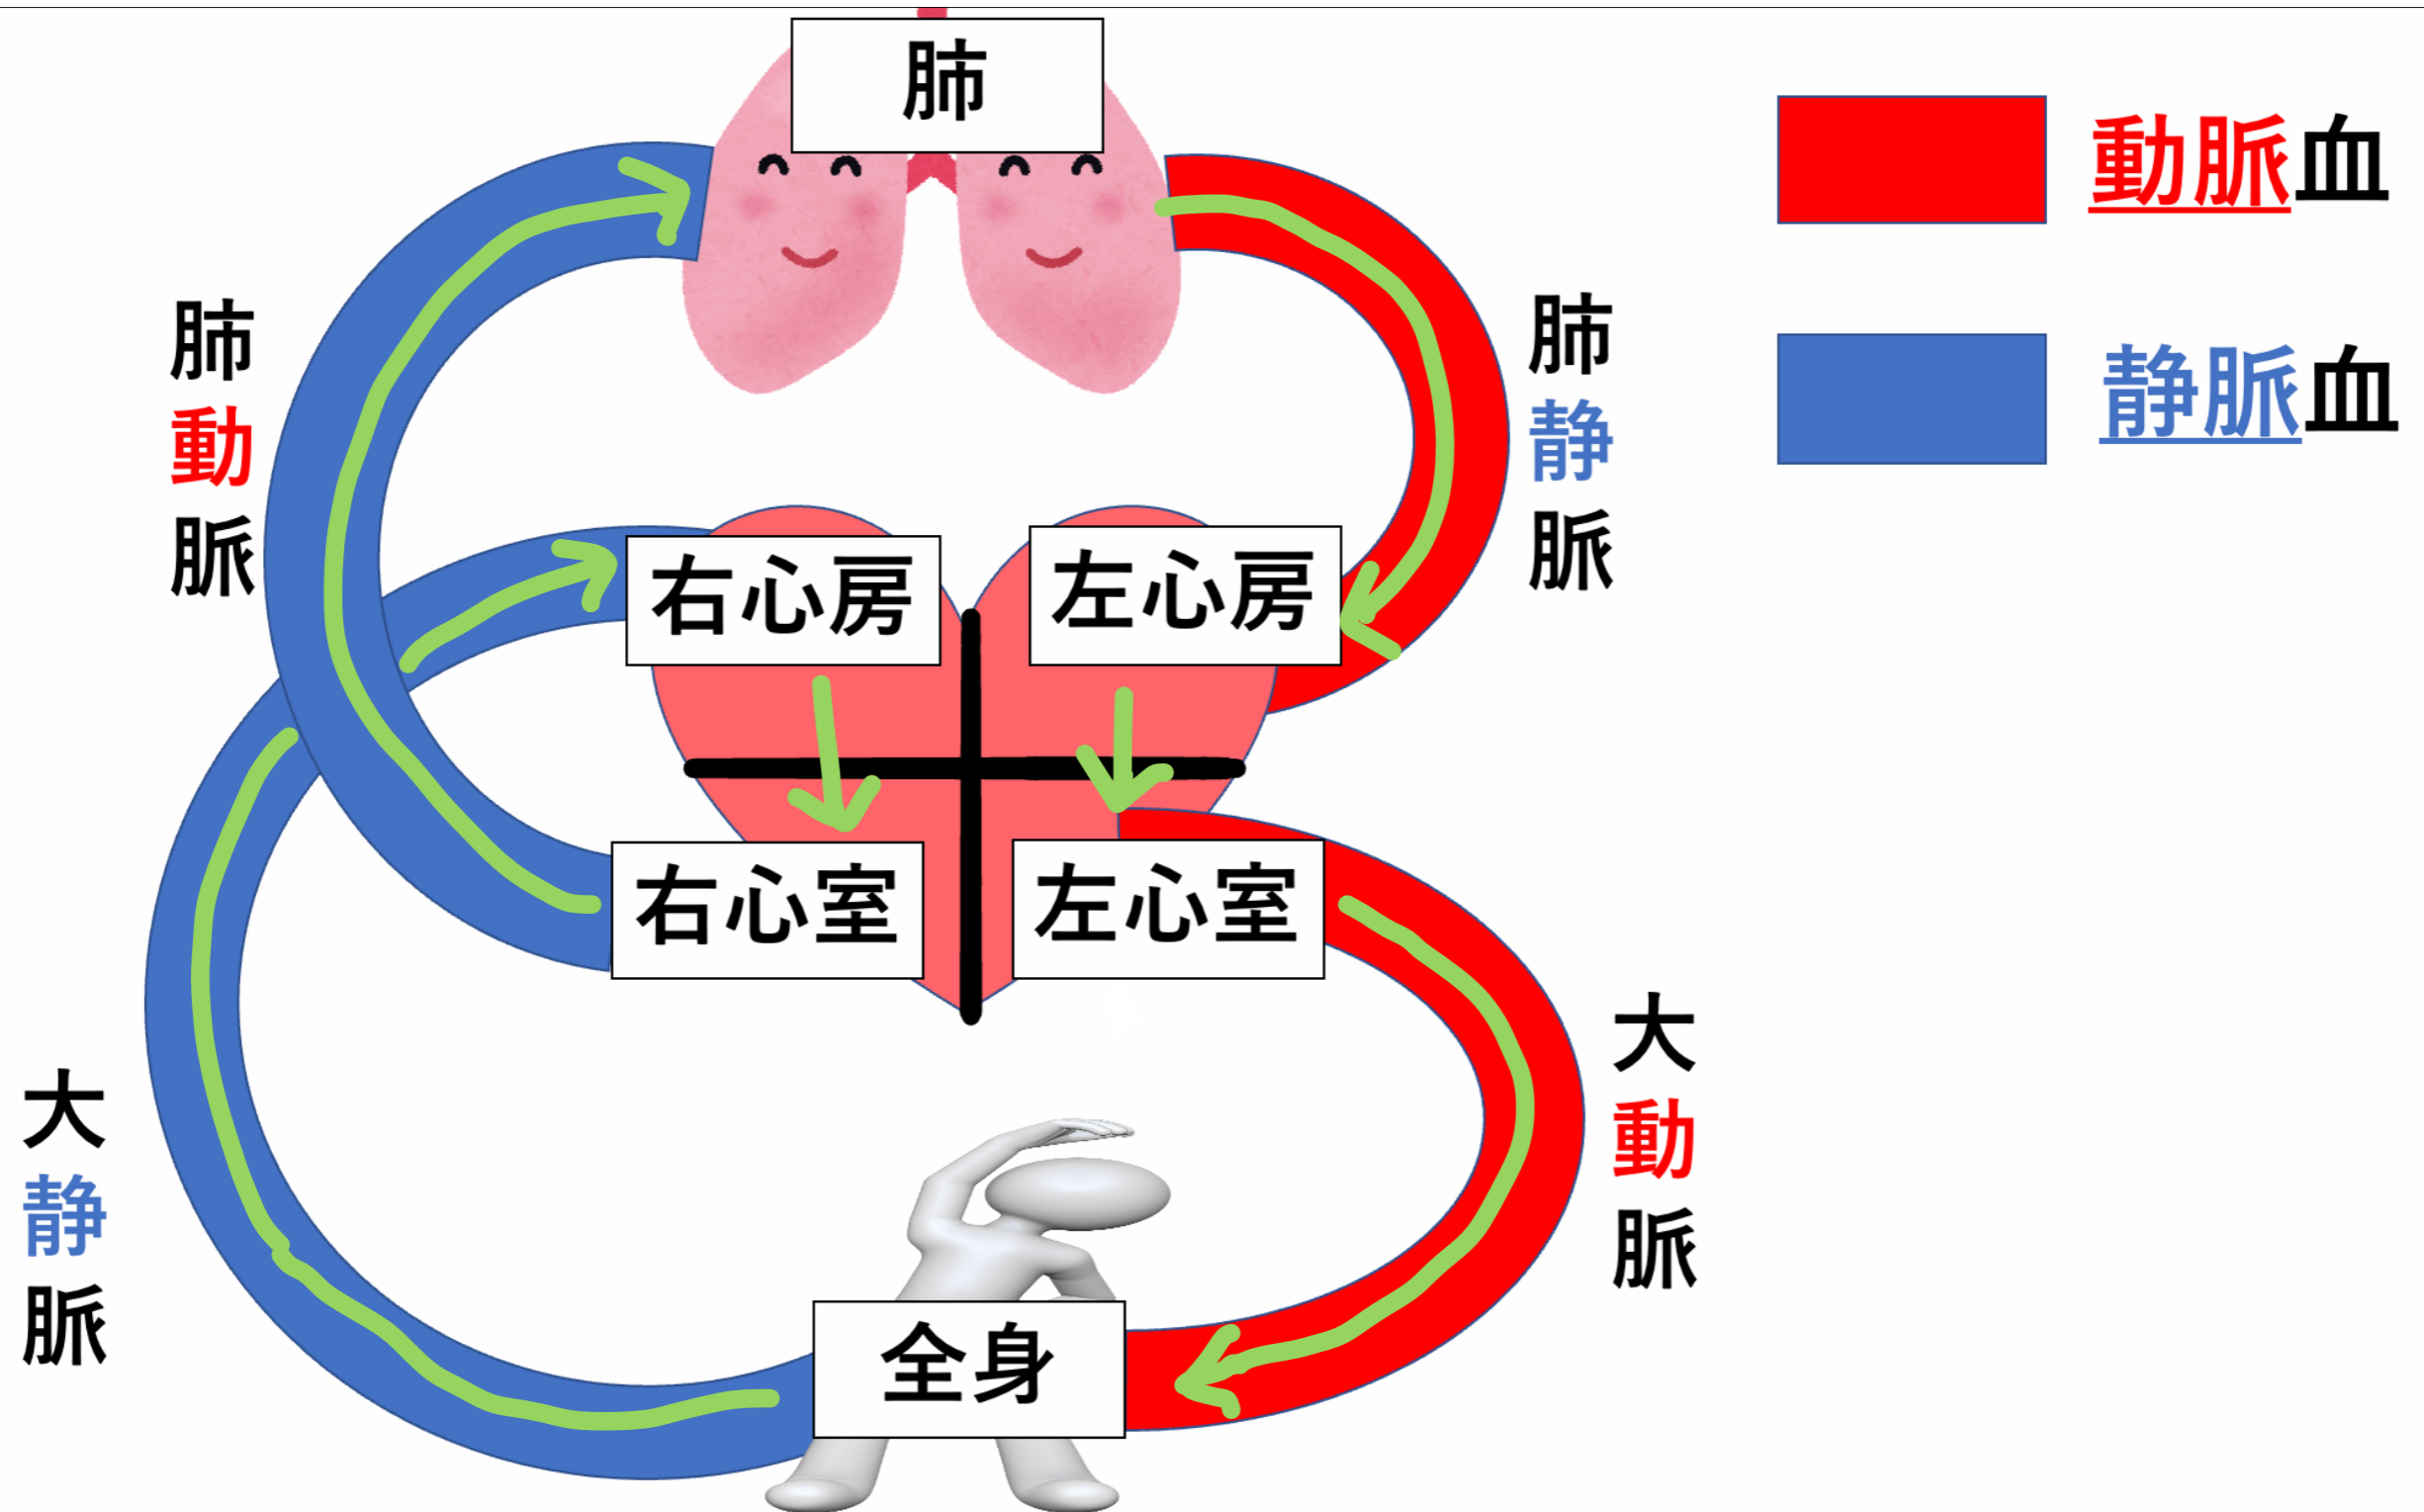 肺
動脈血
静脈血
肺動脈
肺静脈
右心房
左心房
右心室
左心室
大動脈
大静脈
全身